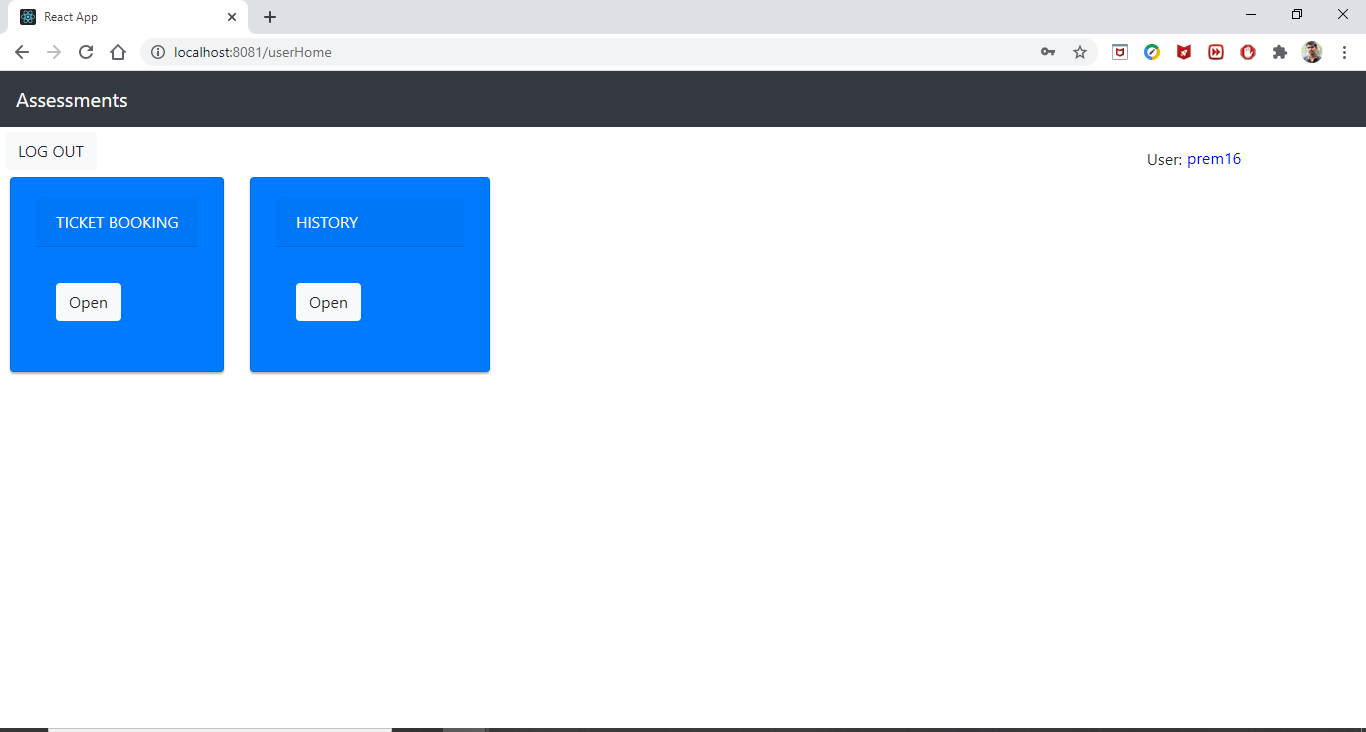 React App
localhost:8081/userHome
Assessments
LOG OUT
User: prem16
TICKET BOOKING
HISTORY
Open
Open